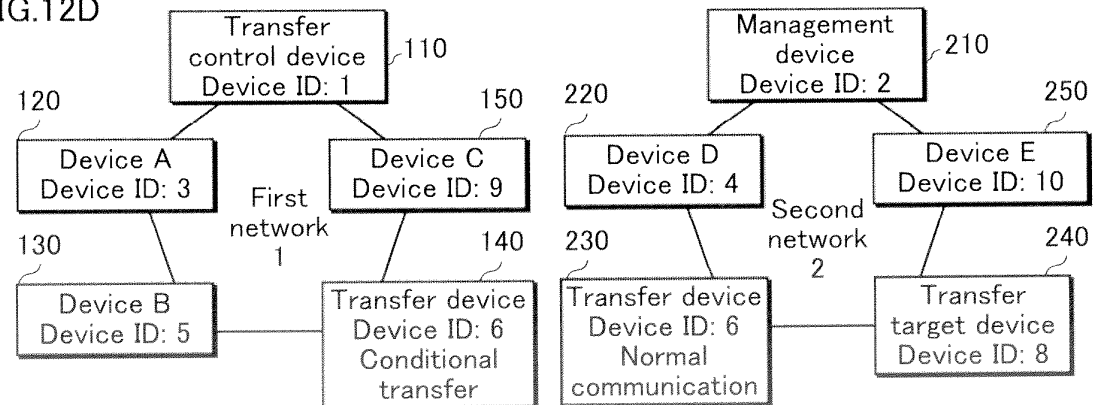 IG.12D
Transfer
control device
Device ID: 1
110
Management
device
Device ID: 2
210
120
Device A
Device ID: 3
150
Device C
Device ID: 9
220
Device D
Device ID: 4
250
Device E
Device ID: 10
First
network
1
Second
network
2
130
Device B
Device ID: 5
140
Transfer device
Device ID: 6
Conditional
transfer
230
Transfer device
Device ID: 6
Normal
communication
240
Transfer
target device
Device ID: 8